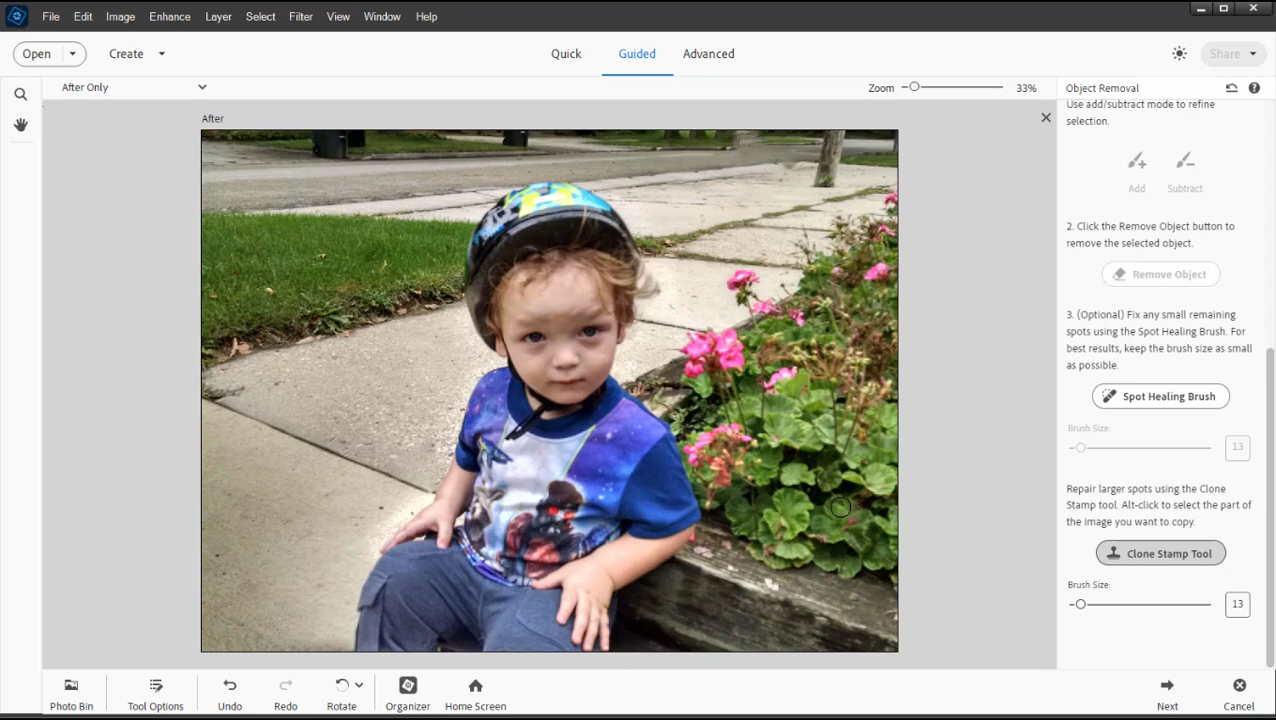 File Edit Image Enhance Layer Select Filter View Window Help
Open Create Quick Guided Advanced Share
After Only Zoom 33% Object Removal
After
Use add/subtract mode to refine
selection.
Add Subtract
2. Click the Remove Object button to
remove the selected object.
Remove Object
3. (Optional) Fix any small remaining
spots using the Spot Healing Brush. For
best results, keep the brush size as small
as possible.
Spot Healing Brush
Brush Size:
13
Repair larger spots using the Clone
Stamp tool. Alt-click to select the part of
the image you want to copy.
Clone Stamp Tool
Brush Size:
13
Photo Bin Tool Options Undo Redo Rotate Organizer Home Screen Next Cancel